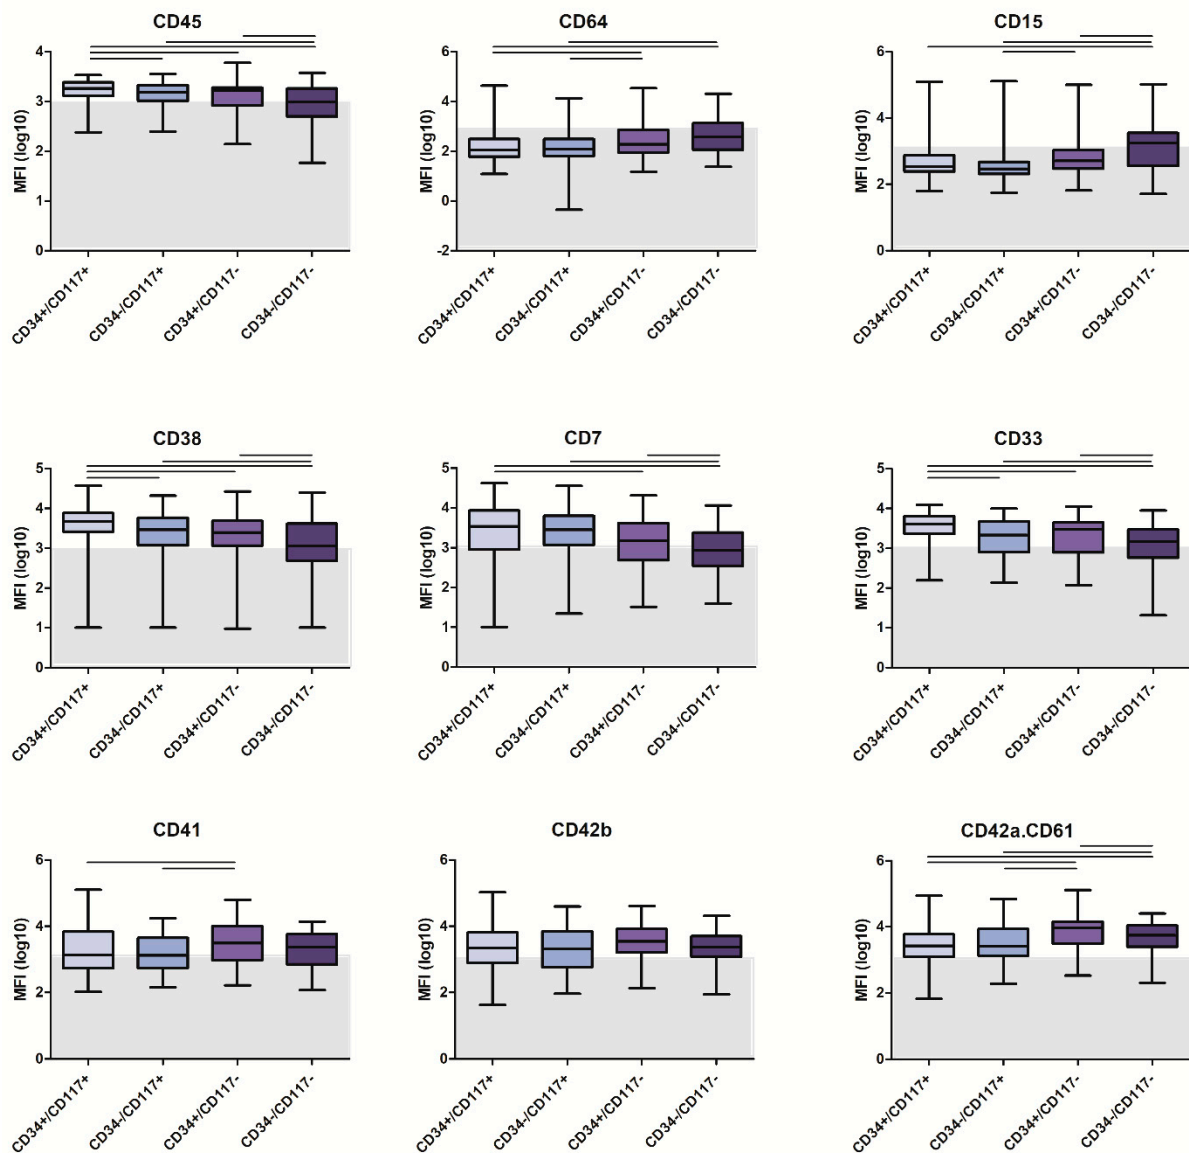 CD45
MFI (log10)
4
3
2
1
0
CD34+/CD117+
CD34-/CD117+
CD34+/CD117-
CD34-/CD117-
CD64
MFI (log10)
6
4
2
0
-2
CD34+/CD117+
CD34-/CD117+
CD34+/CD117-
CD34-/CD117-
CD15
MFI (log10)
6
4
2
0
CD34+/CD117+
CD34-/CD117+
CD34+/CD117-
CD34-/CD117-
CD38
MFI (log10)
5
4
3
2
1
0
CD34+/CD117+
CD34-/CD117+
CD34+/CD117-
CD34-/CD117-
CD7
MFI (log10)
5
4
3
2
1
0
CD34+/CD117+
CD34-/CD117+
CD34+/CD117-
CD34-/CD117-
CD33
MFI (log10)
5
4
3
2
1
0
CD34+/CD117+
CD34-/CD117+
CD34+/CD117-
CD34-/CD117-
CD41
MFI (log10)
6
4
2
0
CD34+/CD117+
CD34-/CD117+
CD34+/CD117-
CD34-/CD117-
CD42b
MFI (log10)
6
4
2
0
CD34+/CD117+
CD34-/CD117+
CD34+/CD117-
CD34-/CD117-
CD42a.CD61
MFI (log10)
6
4
2
0
CD34+/CD117+
CD34-/CD117+
CD34+/CD117-
CD34-/CD117-